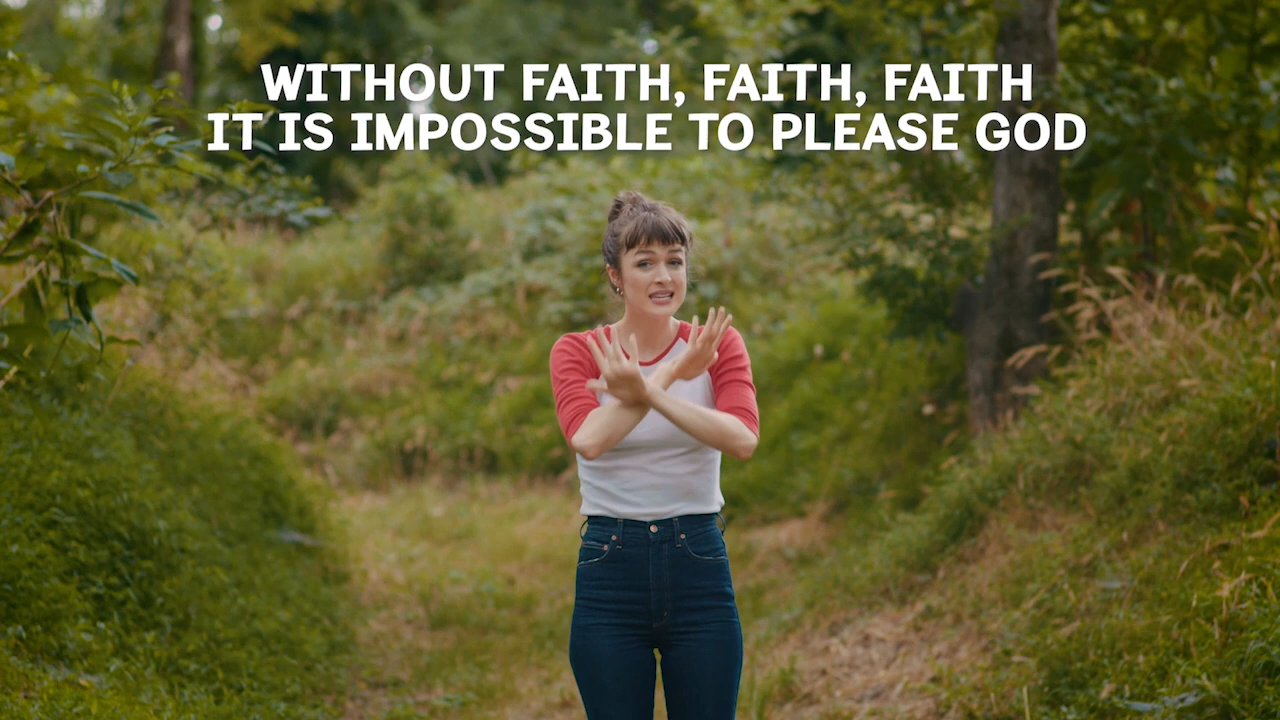 WITHOUT FAITH, FAITH, FAITH
IT IS IMPOSSIBLE TO PLEASE GOD